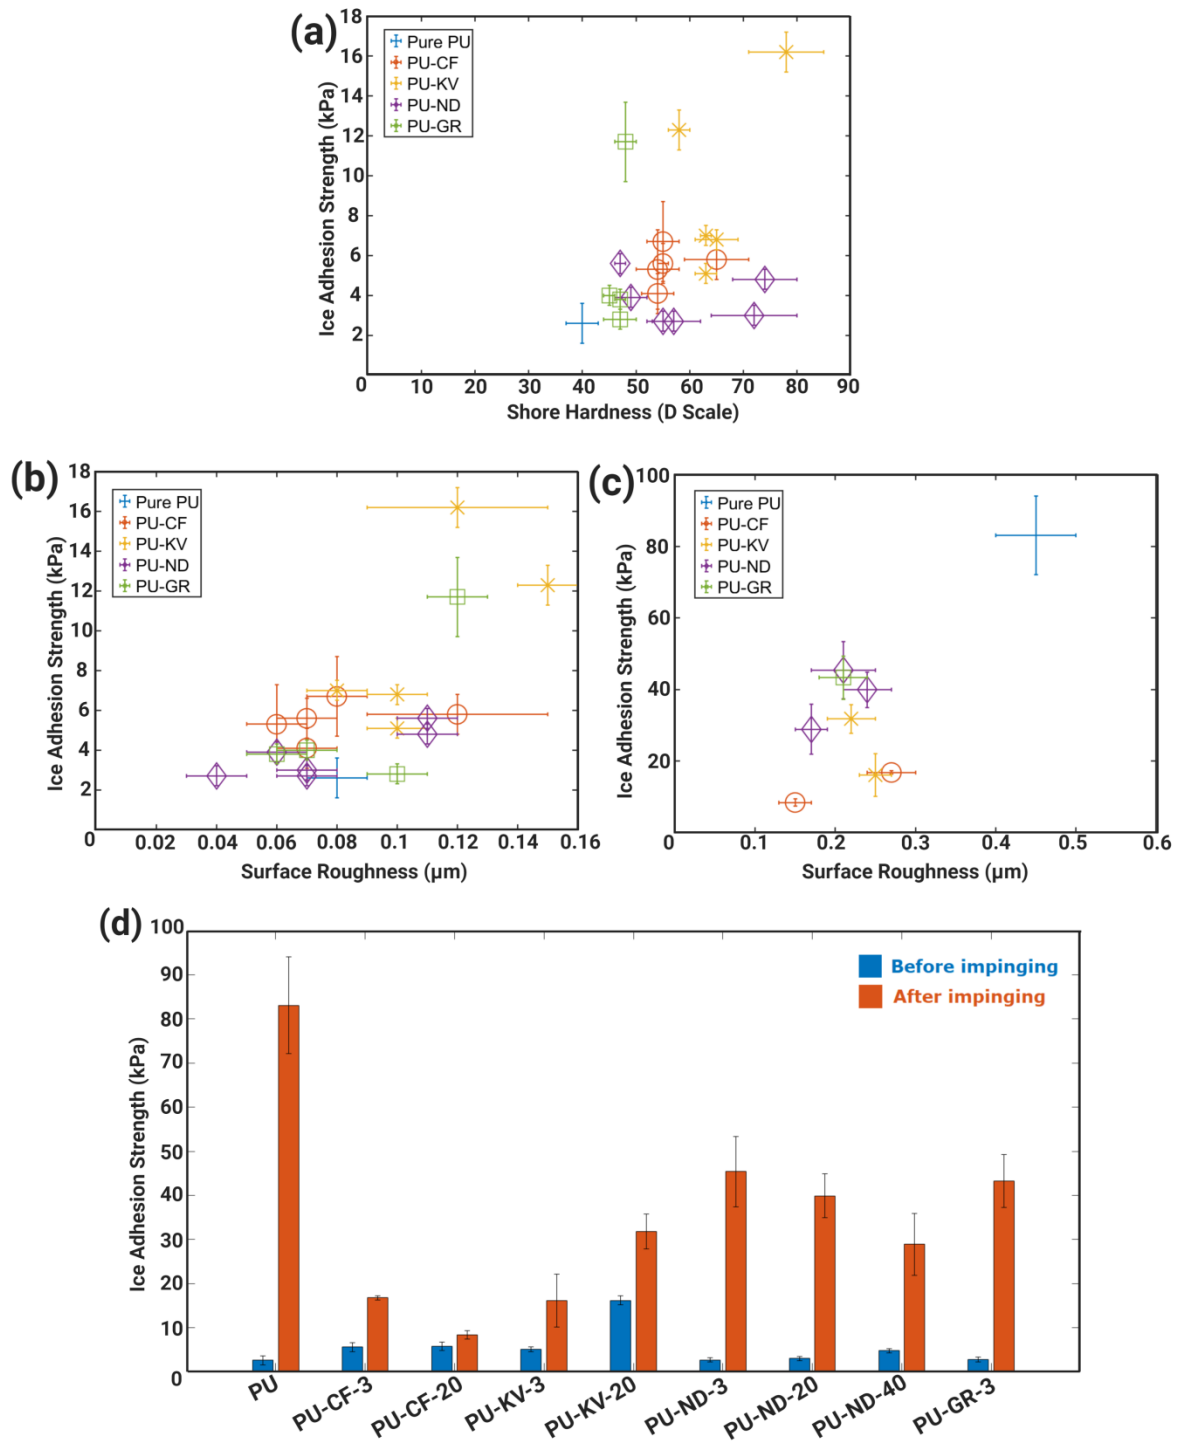 (a)
18
16
14
12
10
8
6
4
2
0
10
20
30
40
50
60
70
80
90
Ice Adhesion Strength (kPa)
Shore Hardness (D Scale)
Pure PU
PU-CF
PU-KV
PU-ND
PU-GR
(b)
18
16
14
12
10
8
6
4
2
0
0.02
0.04
0.06
0.08
0.1
0.12
0.14
0.16
Ice Adhesion Strength (kPa)
Surface Roughness (µm)
Pure PU
PU-CF
PU-KV
PU-ND
PU-GR
(c)
100
80
60
40
20
0.1
0.2
0.3
0.4
0.5
0.6
Ice Adhesion Strength (kPa)
Surface Roughness (µm)
Pure PU
PU-CF
PU-KV
PU-ND
PU-GR
(d)
100
90
80
70
60
50
40
30
20
10
0
Ice Adhesion Strength (kPa)
Before impinging
After impinging
PU
PU-CF-3
PU-CF-20
PU-KV-3
PU-KV-20
PU-ND-3
PU-ND-20
PU-ND-40
PU-GR-3